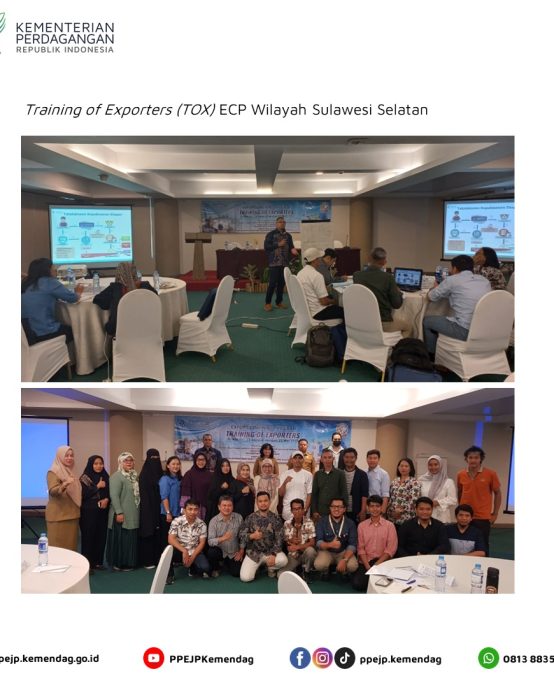 KEMENTERIAN
PERDAGANGAN
REPUBLIK INDONESIA
Training of Exporters (TOX) ECP Wilayah Sulawesi Selatan
TRAINING OF EXPORTERS
TRAINING OF EXPORTERS
ppejp.kemendag.go.id
PPEJPKemendag
ppejp.kemendag
0813 8835